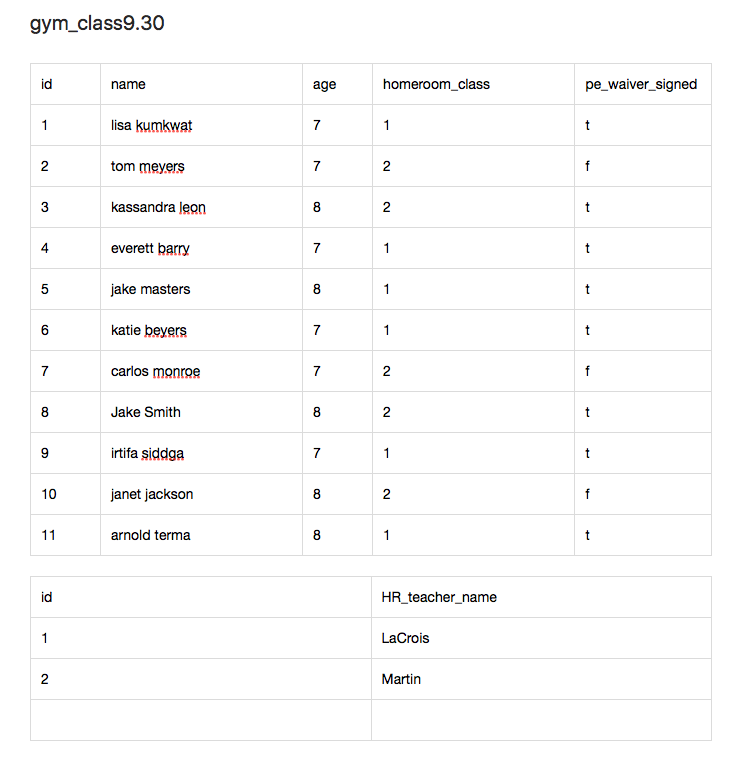 gym_class9.30
id name age homeroom_class pe_waiver_signed
1 lisa kumkwat 7 1 t
2 tom meyers 7 2 f
3 kassandra leon 8 2 t
4 everett barry 7 1 t
5 jake masters 8 1 t
6 katie beyers 7 1 t
7 carlos monroe 7 2 f
8 Jake Smith 8 2 t
9 irtifa siddga 7 1 t
10 janet jackson 8 2 f
11 arnold terma 8 1 t
id HR_teacher_name
1 LaCrois
2 Martin